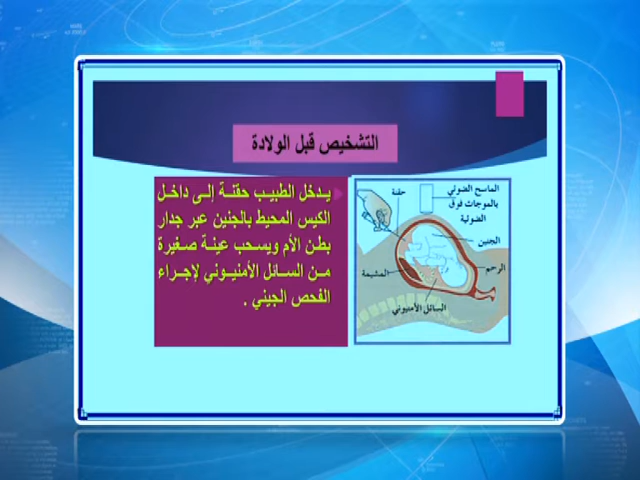 التشخيص قبل الولادة
يدخل الطبيب حقنة إلى داخل
الكيس المحيط بالجنين عبر جدار
بطن الأم ويسحب عينة صغيرة
من السائل الأمنيوني لإجراء
الفحص الجيني .
حقنة
الماسح الضوئي
بالموجات فوق
الضوئية
الجنين
الرحم
المشيمة
السائل الأمنيوني